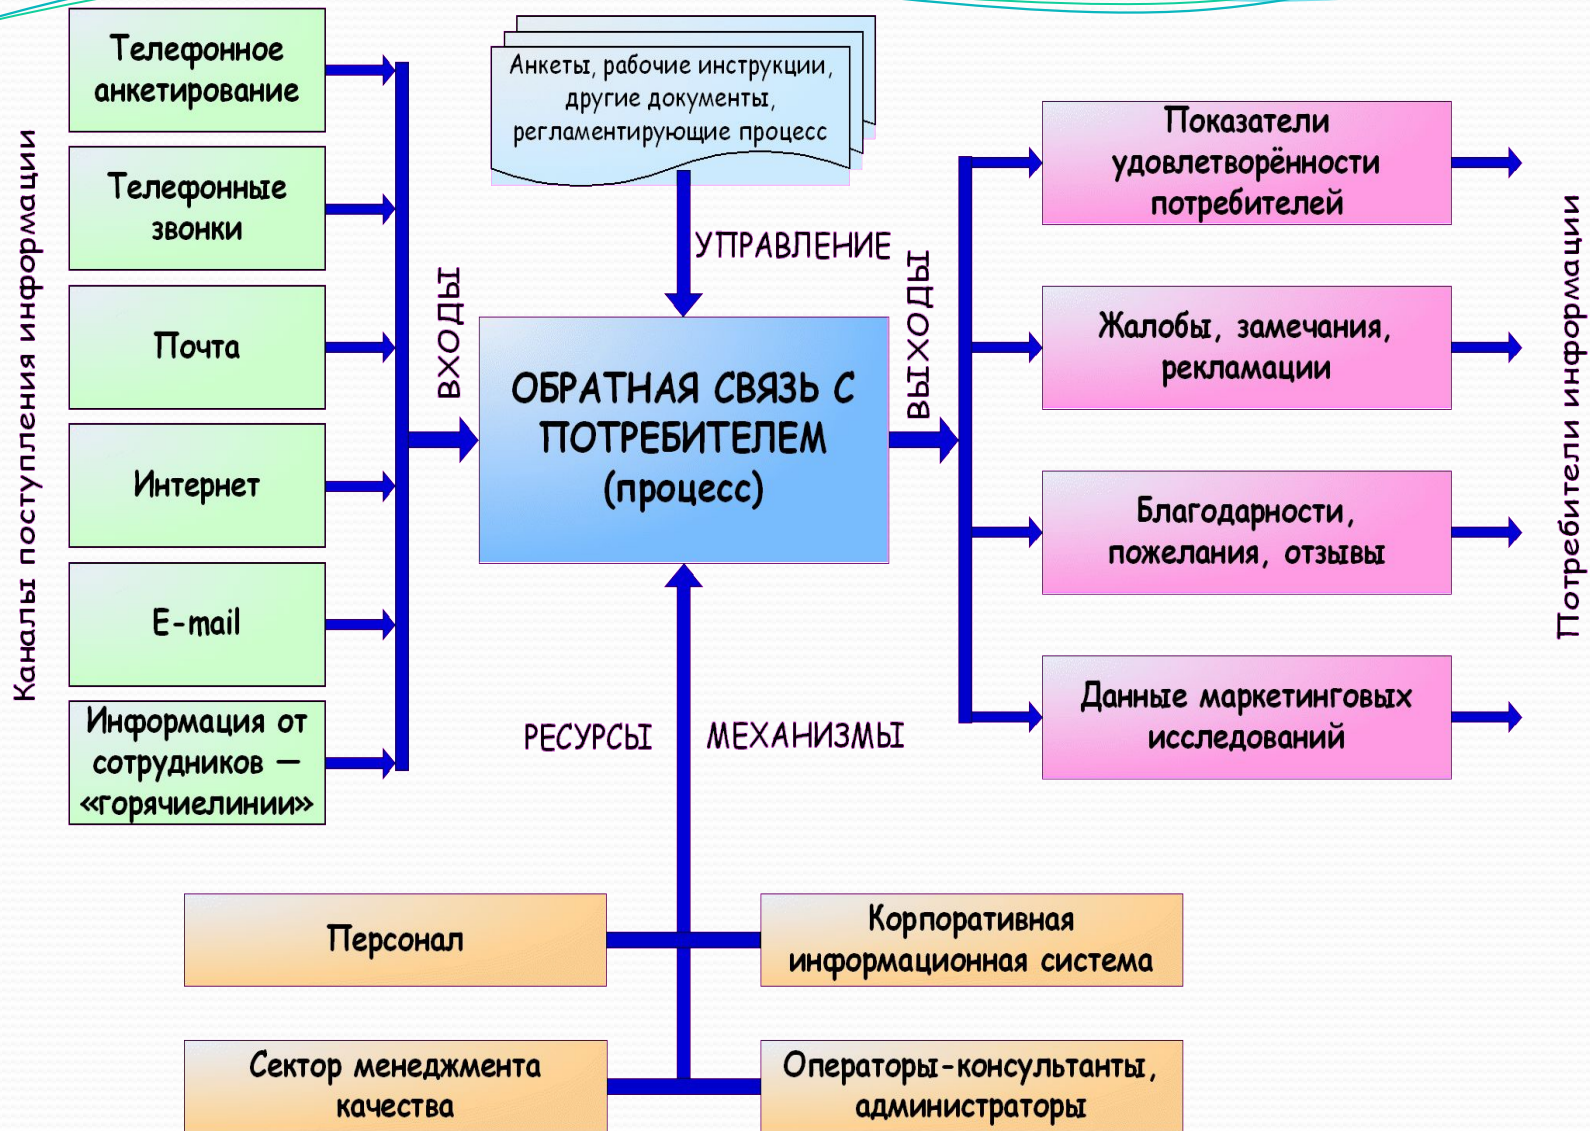 Каналы поступления информации
Телефонное
анкетирование
Телефонные
звонки
Почта
Интернет
E-mail
Информация от
сотрудников —
«горячиелинии»
ВХОДЫ
Анкеты, рабочие инструкции,
другие документы,
регламентирующие процесс
УПРАВЛЕНИЕ
ОБРАТНАЯ СВЯЗЬ С
ПОТРЕБИТЕЛЕМ
(процесс)
ВЫХОДЫ
Показатели
удовлетворённости
потребителей
Жалобы, замечания,
рекламации
Благодарности,
пожелания, отзывы
Данные маркетинговых
исследований
Потребители информации
РЕСУРСЫ
МЕХАНИЗМЫ
Персонал
Корпоративная
информационная система
Сектор менеджмента
качества
Операторы-консультанты,
администраторы